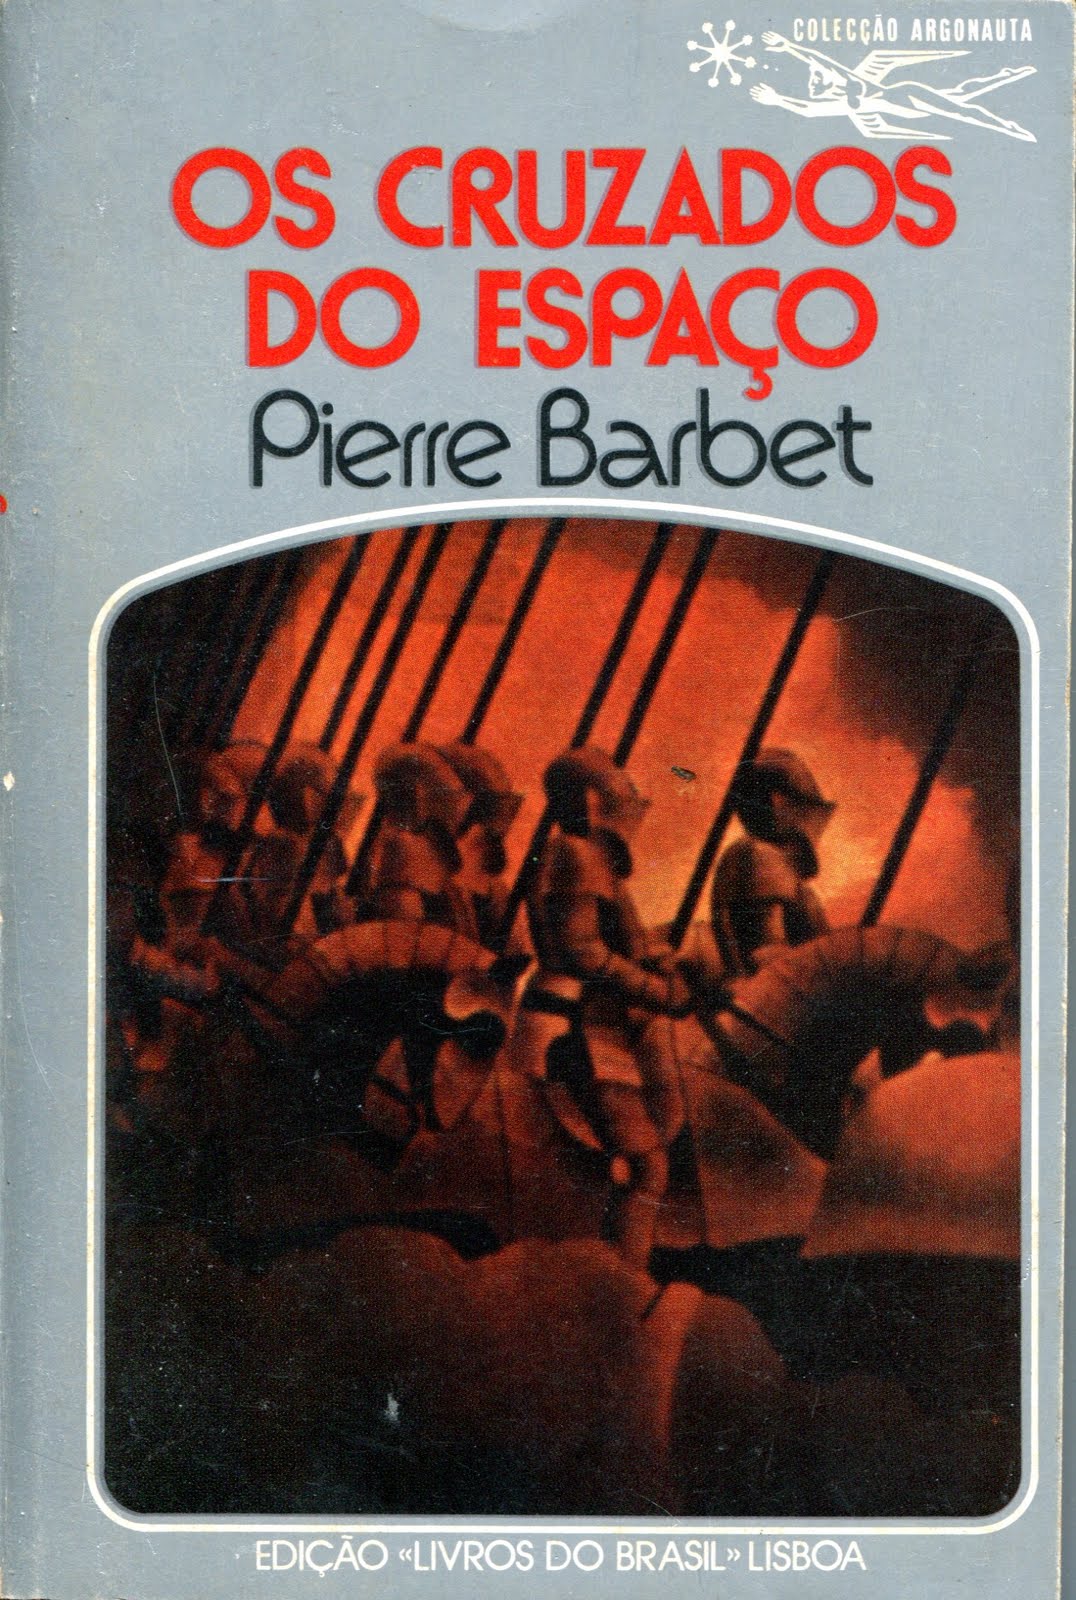 COLECÇÃO ARGONAUTA
OS CRUZADOS
DO ESPAÇO
Pierre Barbet
EDIÇÃO «LIVROS DO BRASIL» LISBOA